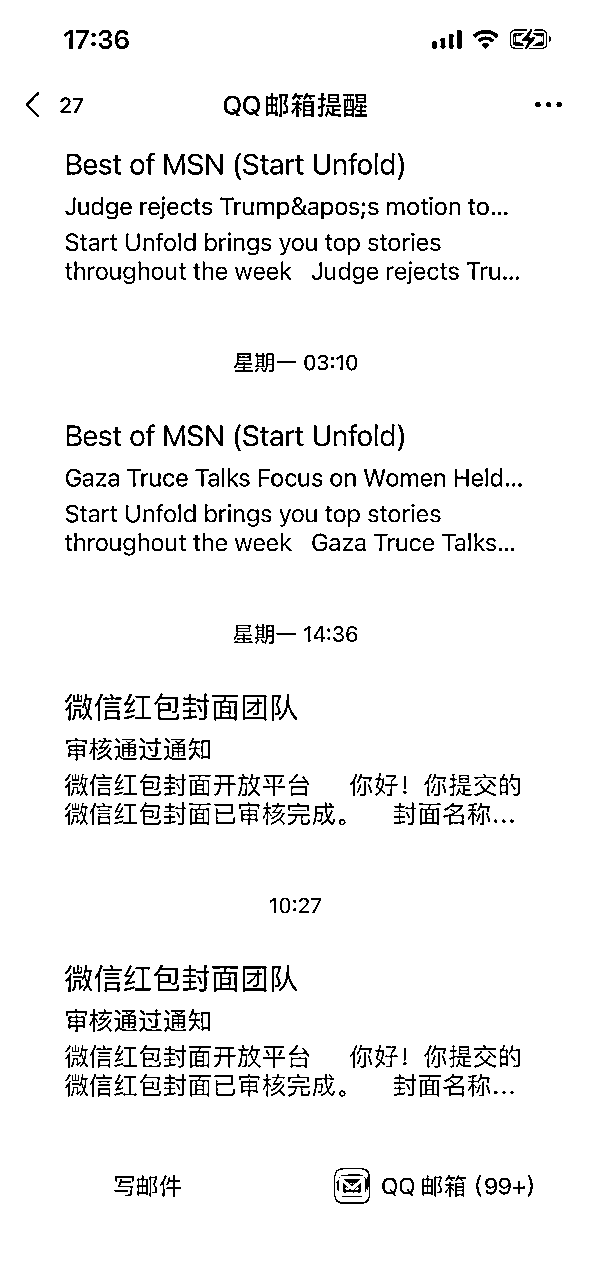 17:36
27 QQ邮箱提醒
Best of MSN (Start Unfold)
Judge rejects Trump&apos;s motion to...
Start Unfold brings you top stories
throughout the week   Judge rejects Tru...
星期一 03:10
Best of MSN (Start Unfold)
Gaza Truce Talks Focus on Women Held...
Start Unfold brings you top stories
throughout the week   Gaza Truce Talks...
星期一 14:36
微信红包封面团队
审核通过通知
微信红包封面开放平台  你好！你提交的
微信红包封面已审核完成。  封面名称...
10:27
微信红包封面团队
审核通过通知
微信红包封面开放平台  你好！你提交的
微信红包封面已审核完成。  封面名称...
写邮件 QQ邮箱 (99+)